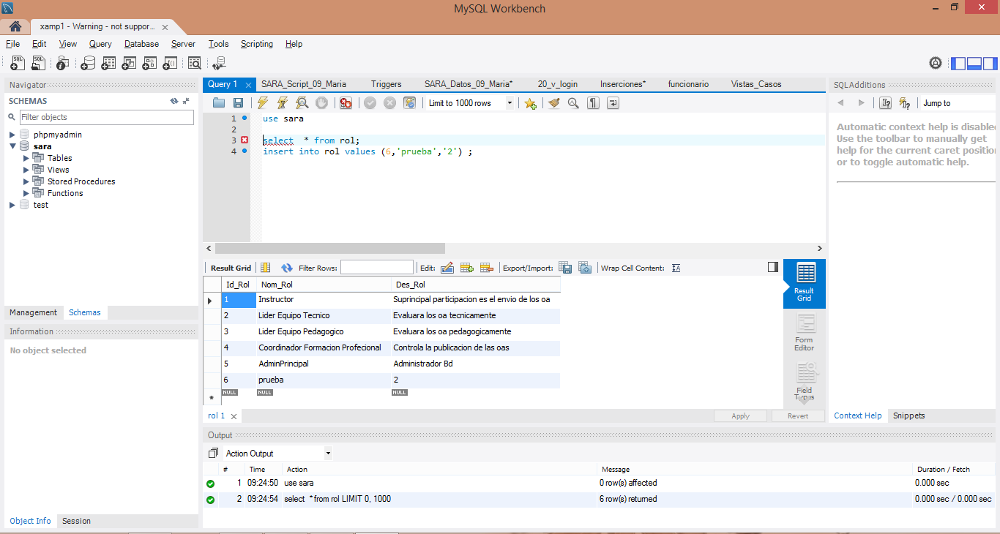 MySQL Workbench
xamp1 - Warning - not suppor...
File Edit View Query Database Server Tools Scripting Help
Navigator
SCHEMAS
Filter objects
phpmyadmin
sara
Tables
Views
Stored Procedures
Functions
test
Management Schemas
Information
No object selected
Object Info Session
Query 1 SARA_Script_09_Maria Triggers SARA_Datos_09_Maria* 20_v_login Inserciones* funcionario Vistas_Casos
Limit to 1000 rows
1 use sara
2
3 select * from rol;
4 insert into rol values (6,'prueba','2') ;
Result Grid Filter Rows: Edit: Export/Import: Wrap Cell Content:
Id_Rol Nom_Rol Des_Rol
1 Instructor Suprincipal participacion es el envio de los oa
2 Lider Equipo Tecnico Evaluara los oa tecnicamente
3 Lider Equipo Pedagogico Evaluara los oa pedagogicamente
4 Coordinador Formacion Profecional Controla la publicacion de las oas
5 AdminPrincipal Administrador Bd
6 prueba 2
NULL NULL NULL
Result
Grid
Form
Editor
Field
Types
rol 1 Apply Revert
Output
Action Output
# Time Action Message Duration / Fetch
1 09:24:50 use sara 0 row(s) affected 0.000 sec
2 09:24:54 select * from rol LIMIT 0, 1000 6 row(s) returned 0.000 sec / 0.000 sec
SQLAdditions
Jump to
Automatic context help is disable
Use the toolbar to manually get
help for the current caret position
or to toggle automatic help.
Context Help Snippets